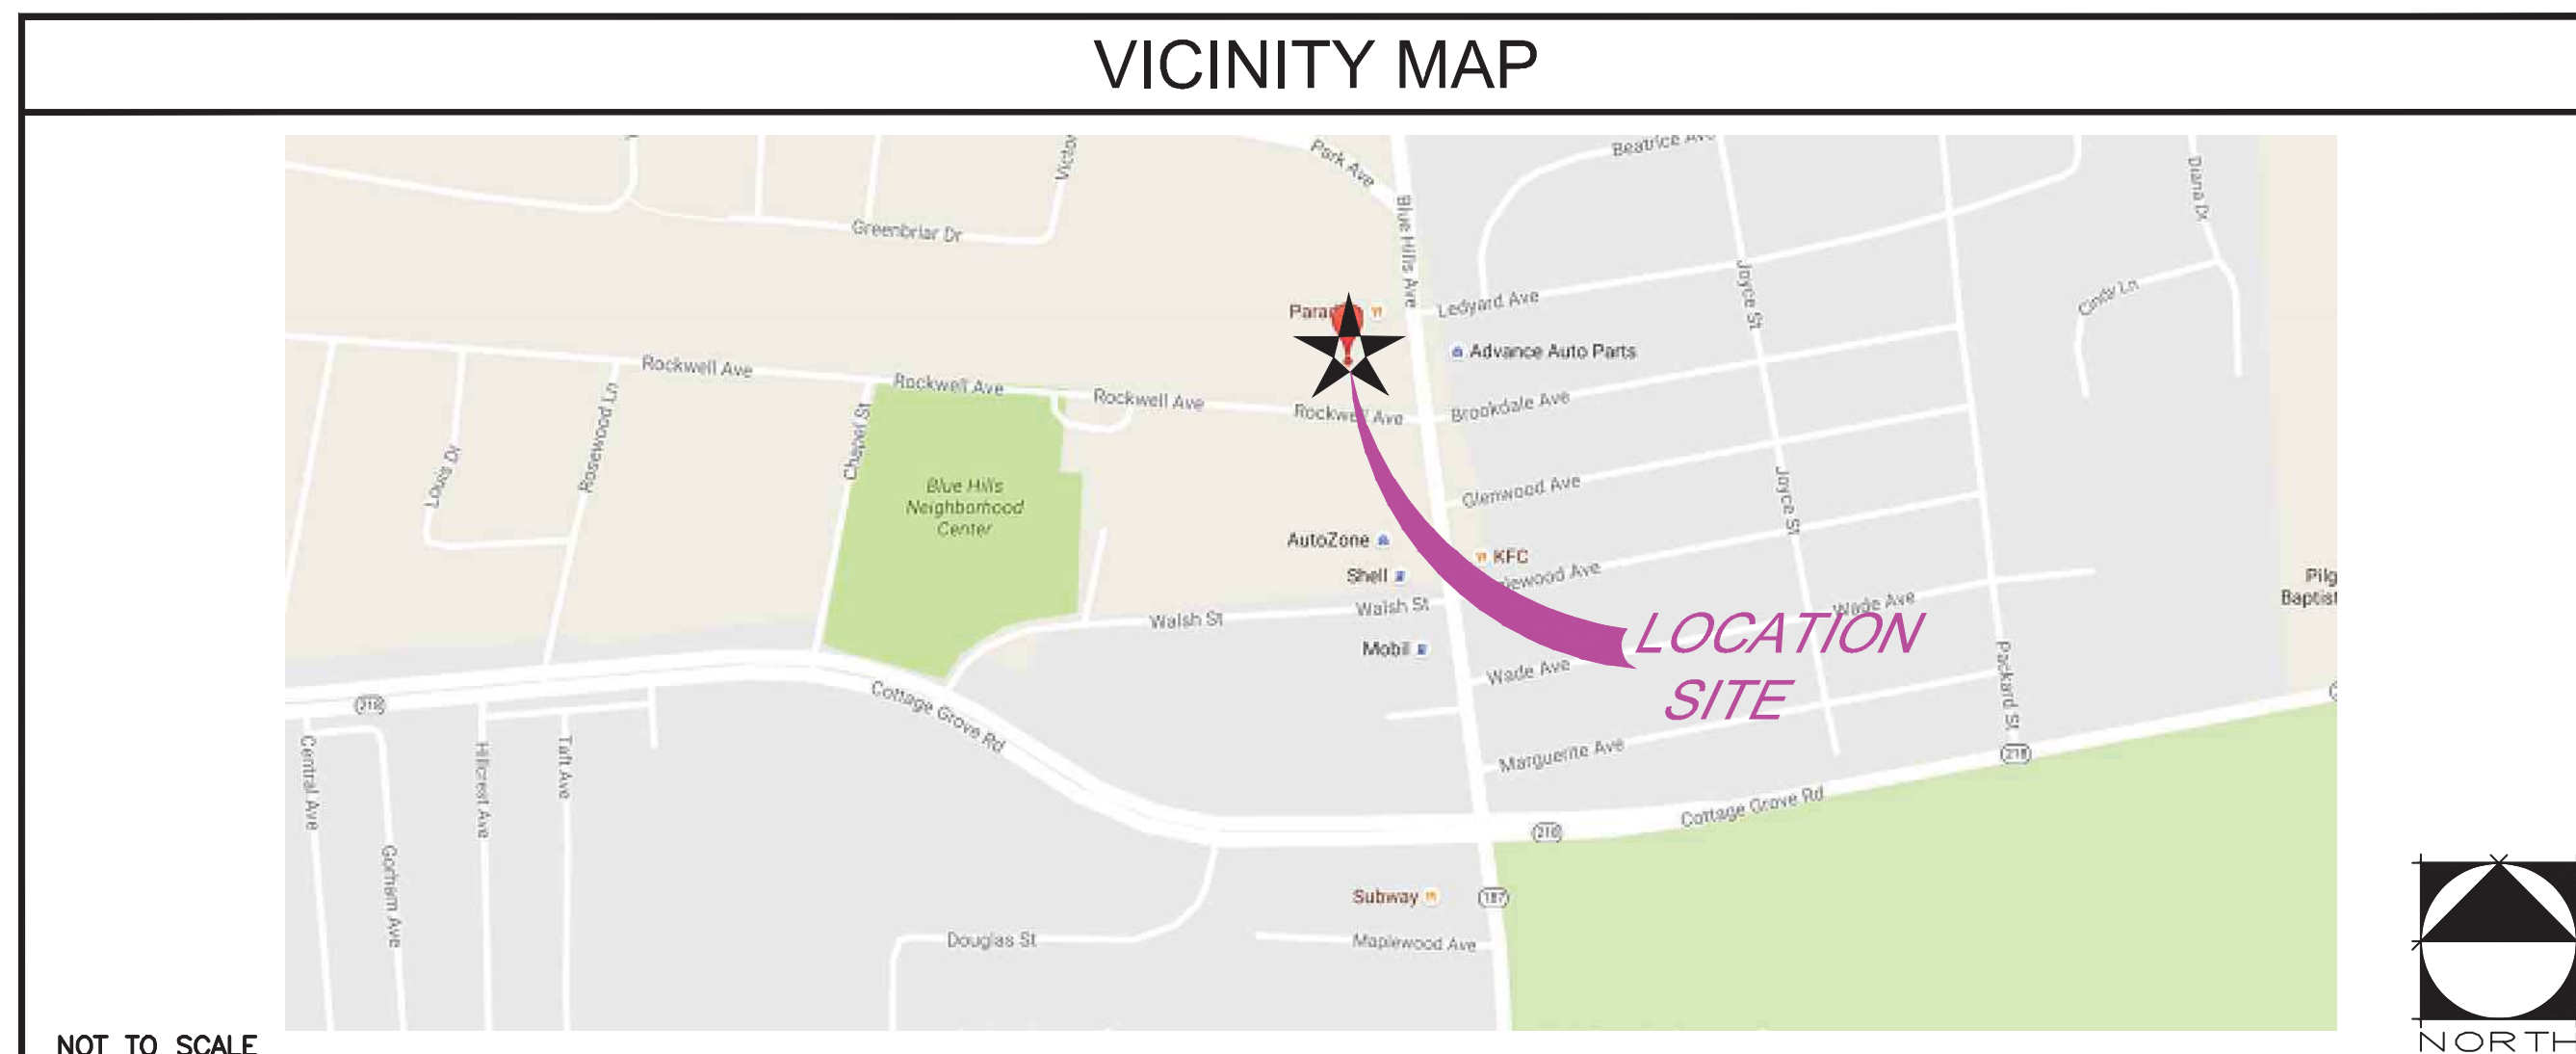 VICINITY MAP
Park Ave
Beatrice
Diana Dr
Blue Hills Ave
Greenbriar Dr
Joyce St
Cindy Ln
Ledyard Ave
Advance Auto Parts
Rockwell Ave
Rockwell Ave
Rockwell Ave
Rockwell Ave
Brookdale Ave
Louis Dr
Rosewood Ln
Chapel St
Blue Hills
Neighborhood
Center
Glenwood Ave
Joyce St
AutoZone
KFC
Shell
Walsh St
Walsh St
Wade Ave
Pilg
Baptist
LOCATION
SITE
Mobil
Wade Ave
Packard St
218
Cottage Grove Rd
Central Ave
Hillcrest Ave
Taft Ave
Marguerite Ave
218
Cottage Grove Rd
218
Gorham Ave
Subway
187
Douglas St
Maplewood Ave
NOT TO SCALE
NORTH